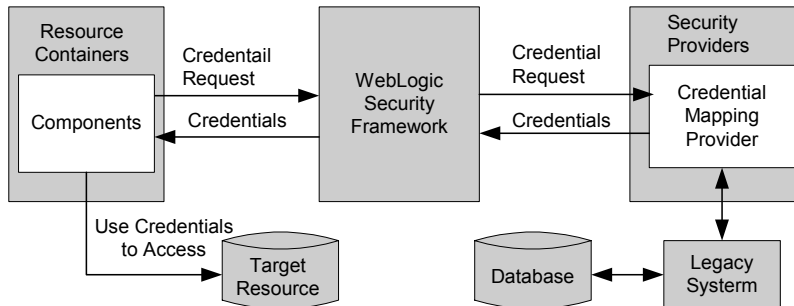 Resource
Containers
Components
Credentail
Request
Credentials
WebLogic
Security
Framework
Credential
Request
Credentials
Security
Providers
Credential
Mapping
Provider
Use Credentials
to Access
Target
Resource
Database
Legacy
Systerm